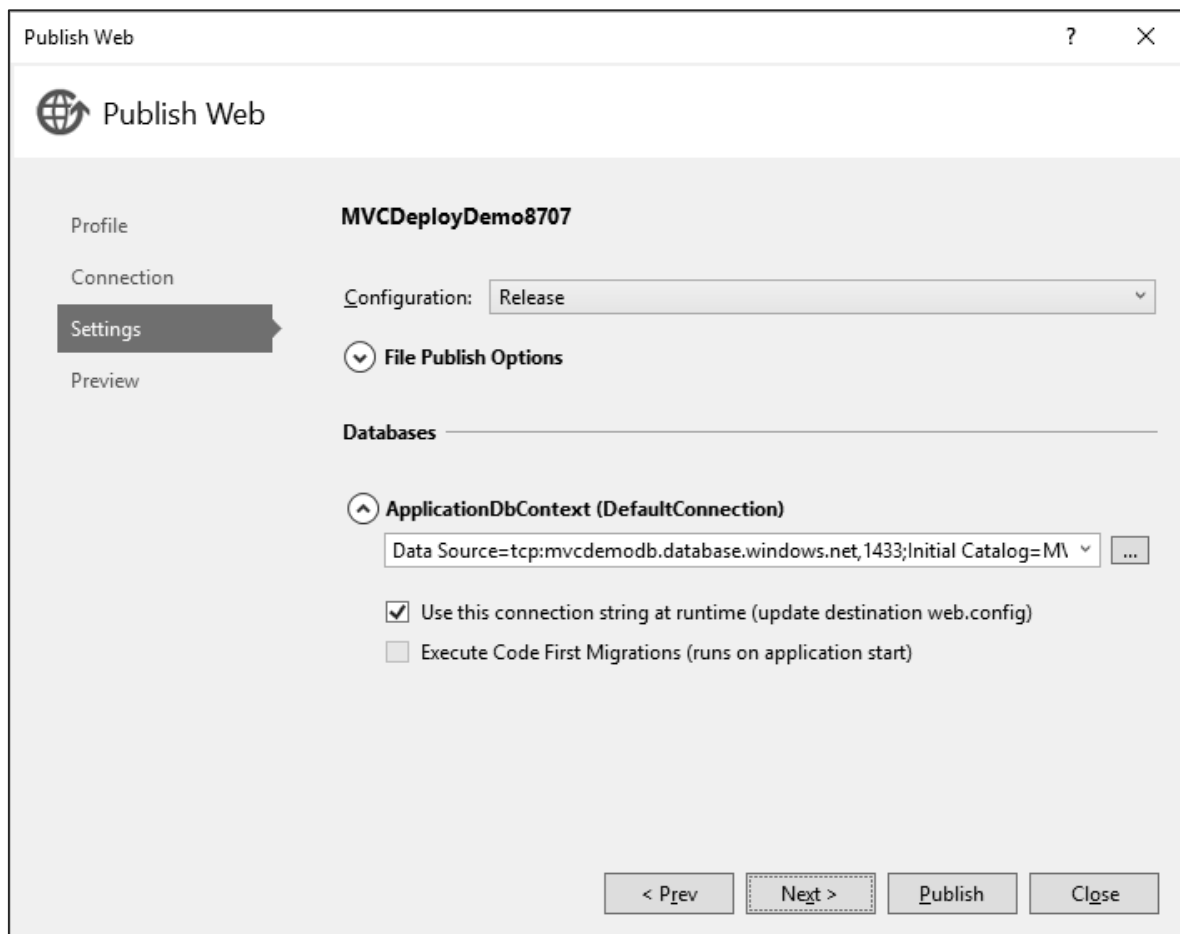 Publish Web
?
Publish Web
Profile
Connection
Settings
Preview
MVCDeployDemo8707
Configuration: Release
File Publish Options
Databases
ApplicationDbContext (DefaultConnection)
Data Source=tcp:mvcdemodb.database.windows.net,1433;Initial Catalog=M
...
Use this connection string at runtime (update destination web.config)
Execute Code First Migrations (runs on application start)
< Prev
Next >
Publish
Close